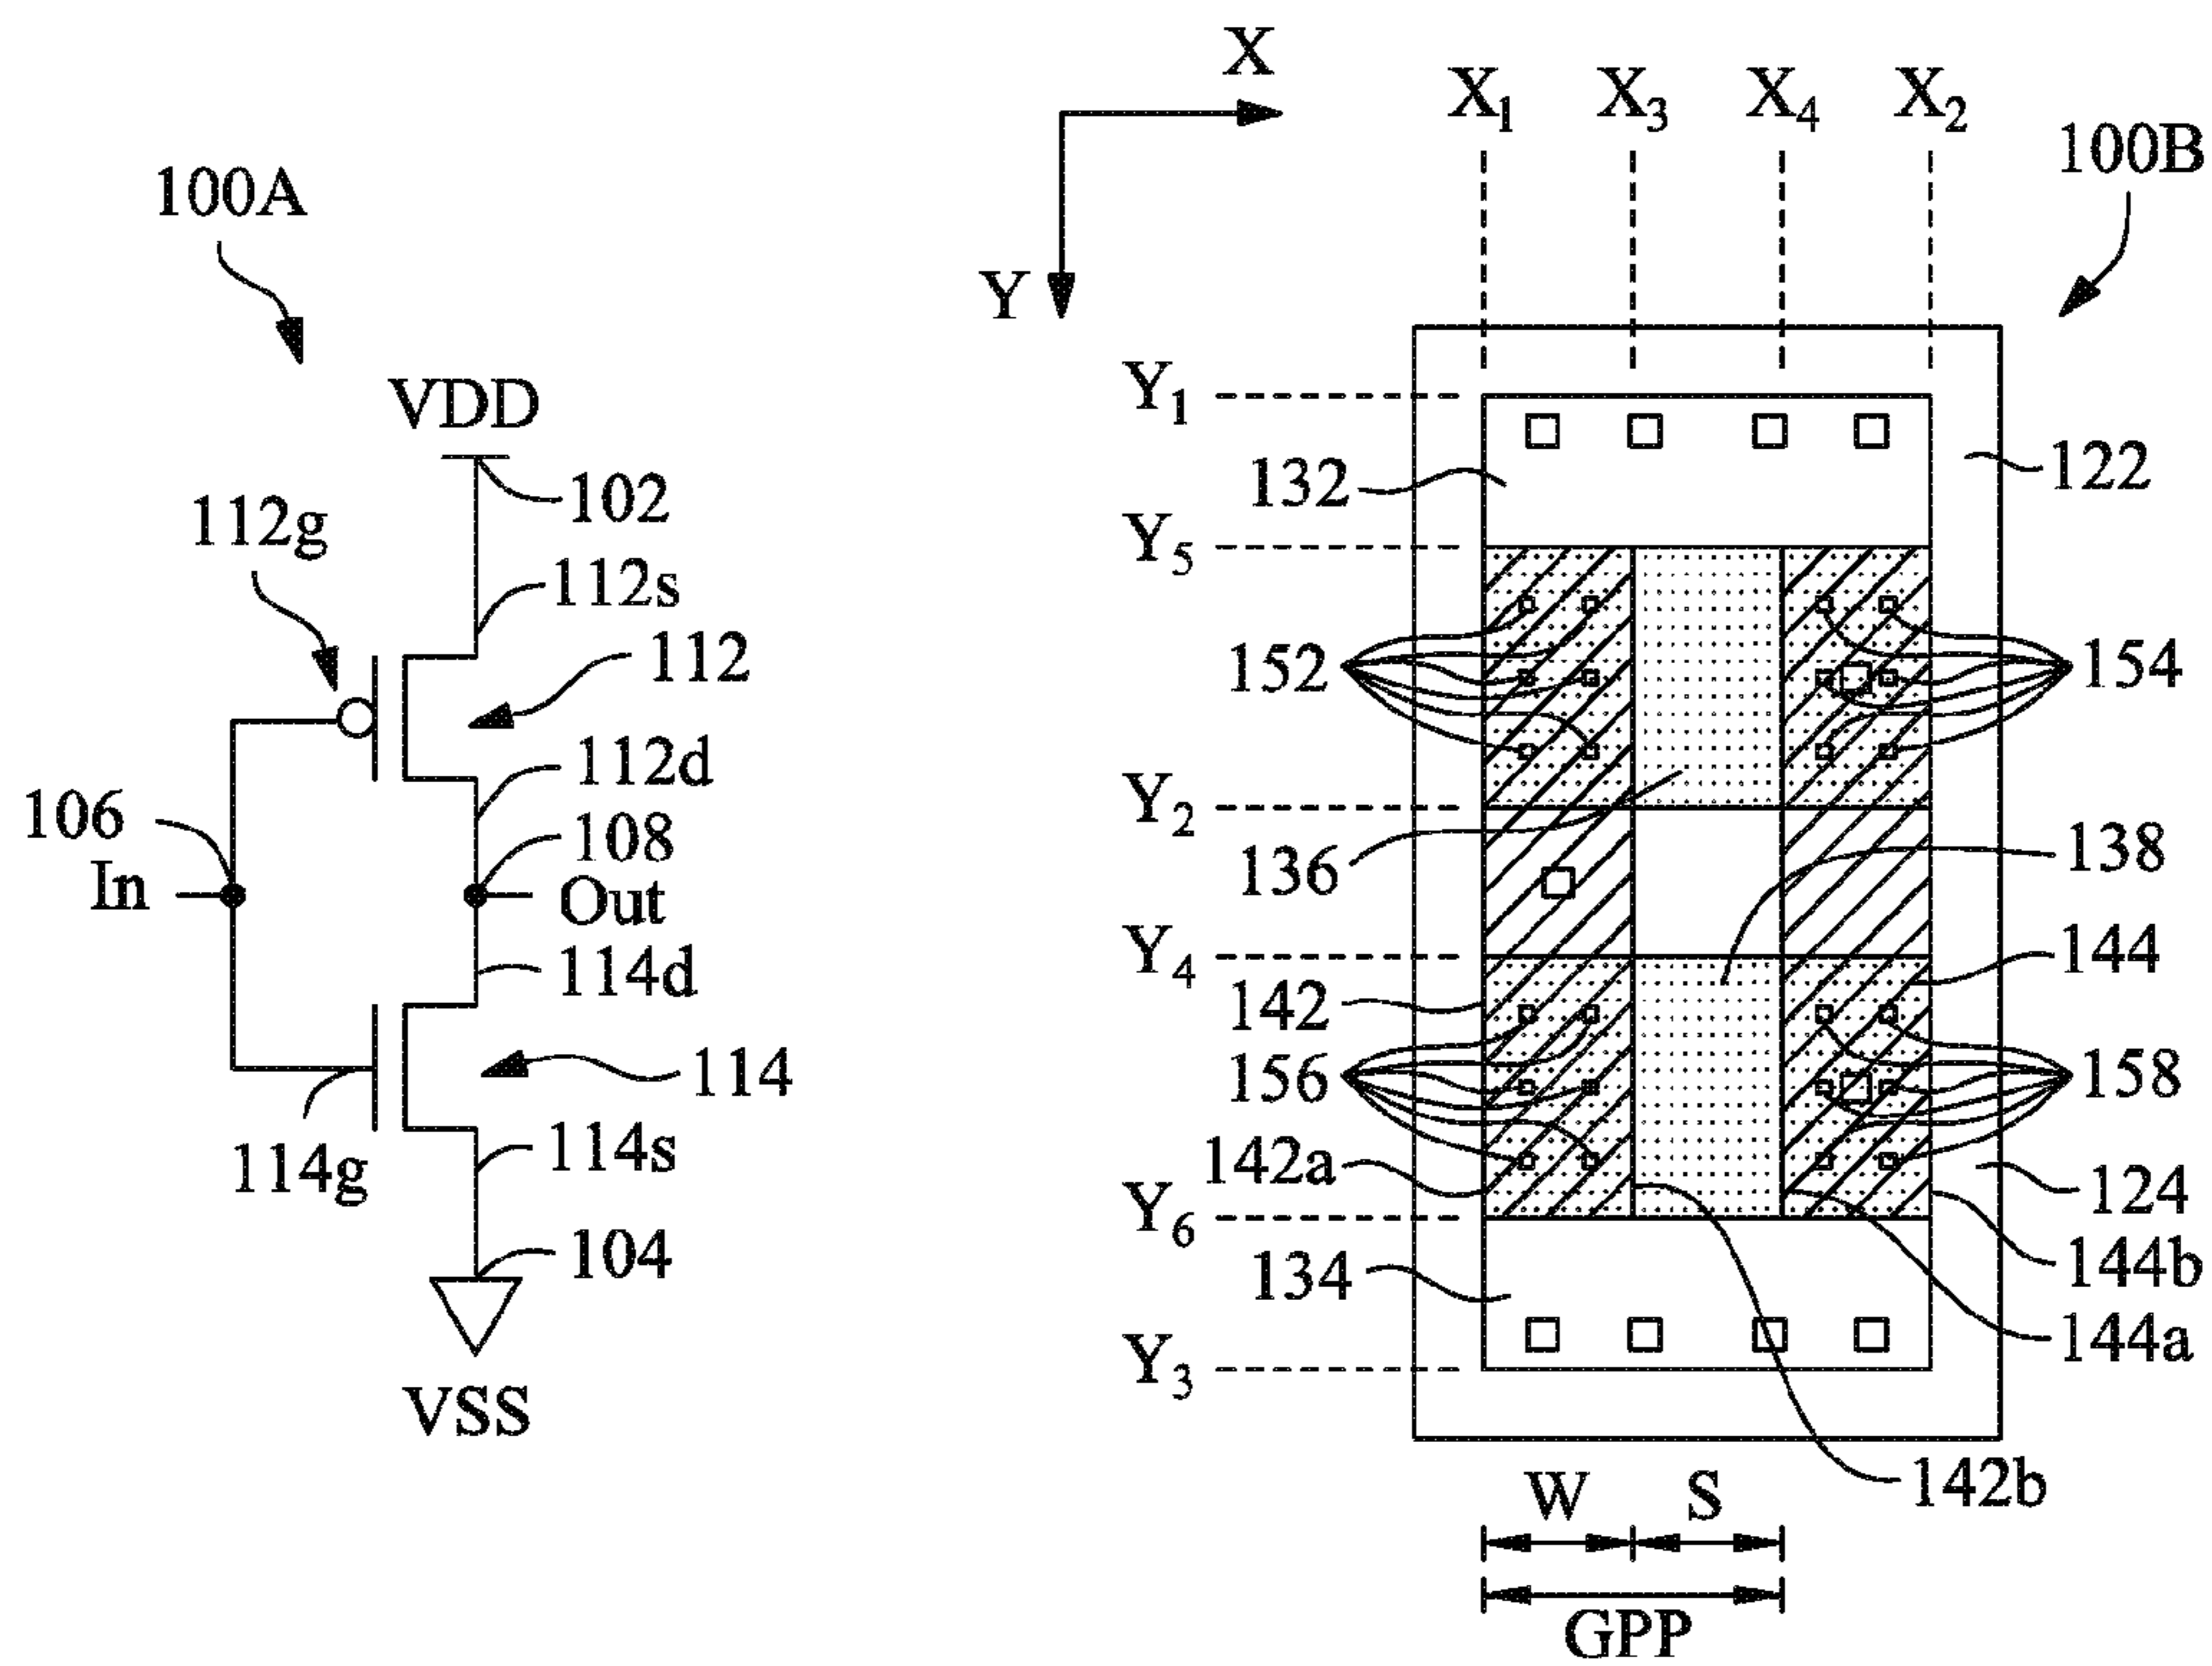 100A
VDD
102
112g
112s
112
112d
106
108
In
Out
114d
114
114g
114s
104
VSS
X
Y
X1 X3 X4 X2
100B
Y1
132
122
Y5
152
154
Y2
136
138
Y4
142
144
156
158
142a
124
Y6
134
144b
144a
Y3
142b
W S
GPP